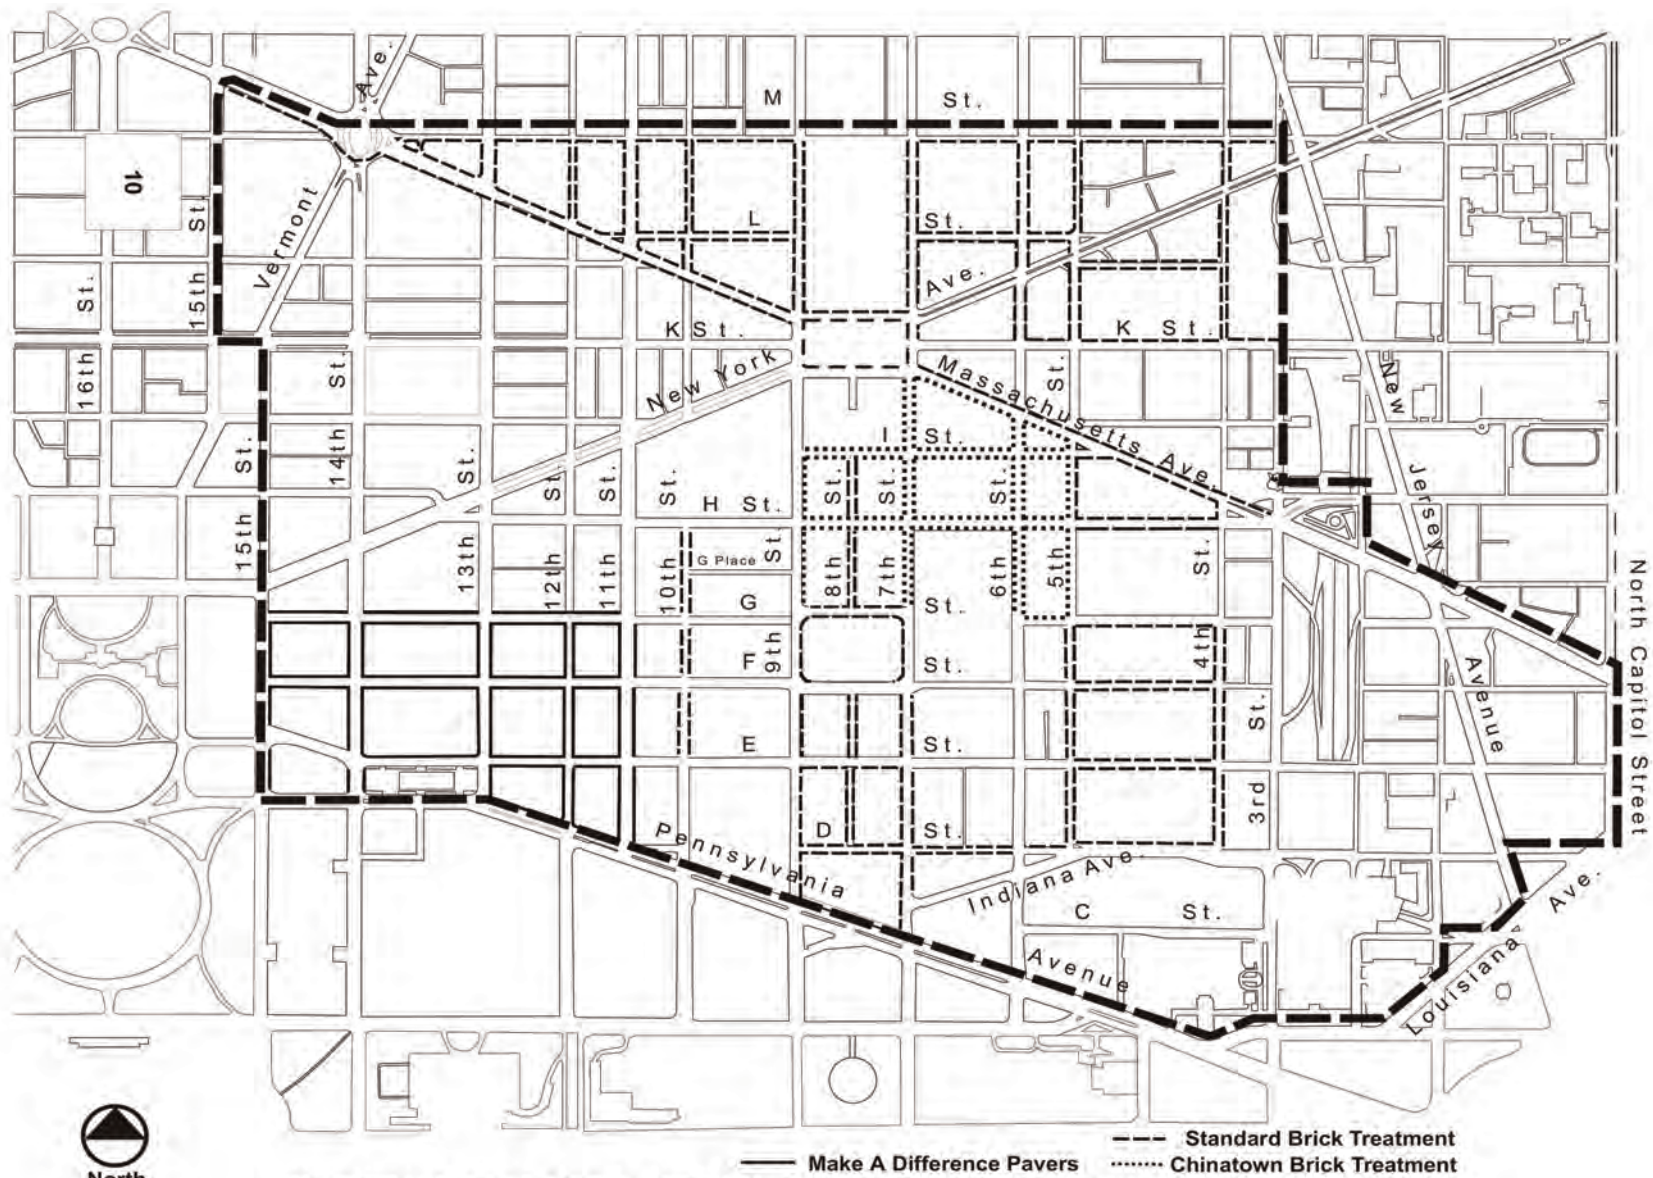 Ave.
M St.
10
St.
Vermont
L St.
St.
15th
Ave.
K St.
K St.
16th
St.
New York
Massachusetts Ave.
St.
New
I St.
14th
St.
St.
St.
St.
St.
St.
St.
St.
H St.
Jersey
15th
13th
12th
11th
10th
G Place
St.
8th
7th
6th
5th
St.
North Capitol Street
G St.
F St.
9th
4th
Avenue
E St.
St.
3rd
D St.
Pennsylvania
Indiana Ave.
C St.
Ave.
Avenue
Louisiana
North
Make A Difference Pavers
Standard Brick Treatment
Chinatown Brick Treatment